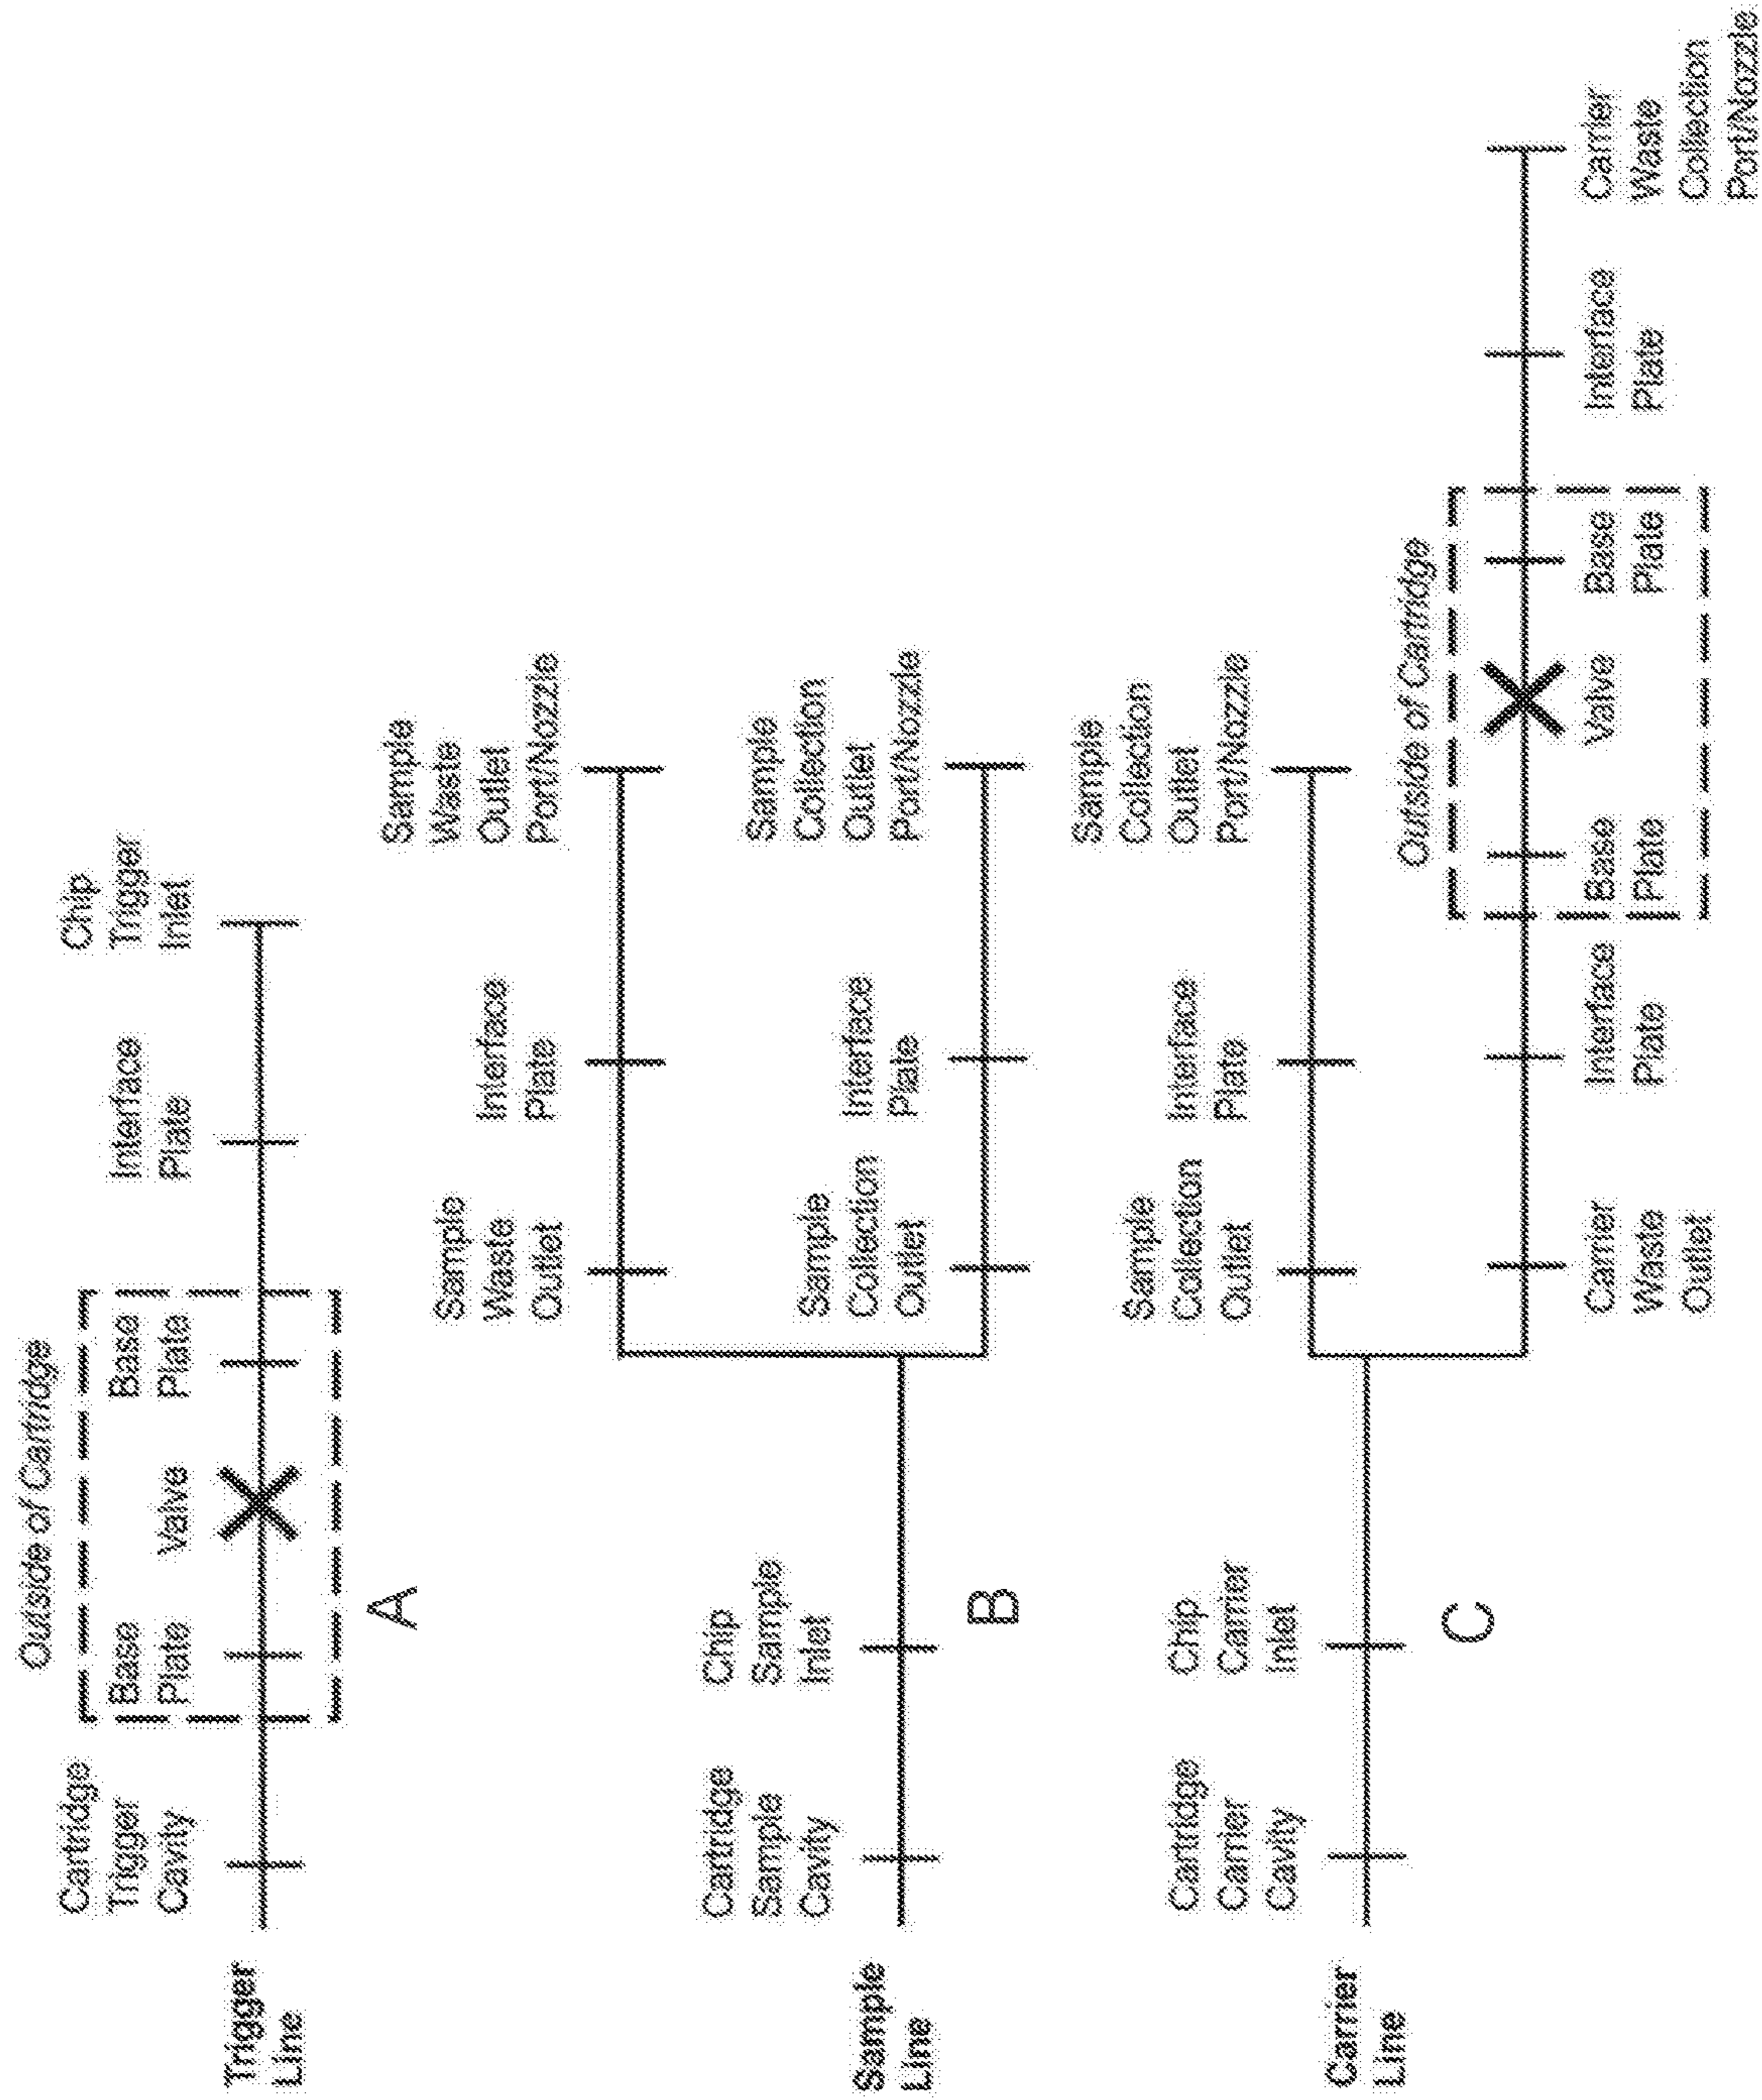 Outside of Cartridge
Trigger
Line
Cartridge
Trigger
Cavity
Base
Plate
Valve
Base
Plate
Interface
Plate
Chip
Trigger
Inlet
A
Sample
Line
Cartridge
Sample
Cavity
Chip
Sample
Inlet
Sample
Waste
Outlet
Interface
Plate
Sample
Waste
Outlet
Port/Nozzle
Sample
Collection
Outlet
Interface
Plate
Sample
Collection
Outlet
Port/Nozzle
B
Carrier
Line
Cartridge
Carrier
Cavity
Chip
Carrier
Inlet
Sample
Collection
Outlet
Interface
Plate
Sample
Collection
Outlet
Port/Nozzle
C
Outside of Cartridge
Carrier
Waste
Outlet
Interface
Plate
Base
Plate
Valve
Base
Plate
Interface
Plate
Carrier
Waste
Collection
Port/Nozzle